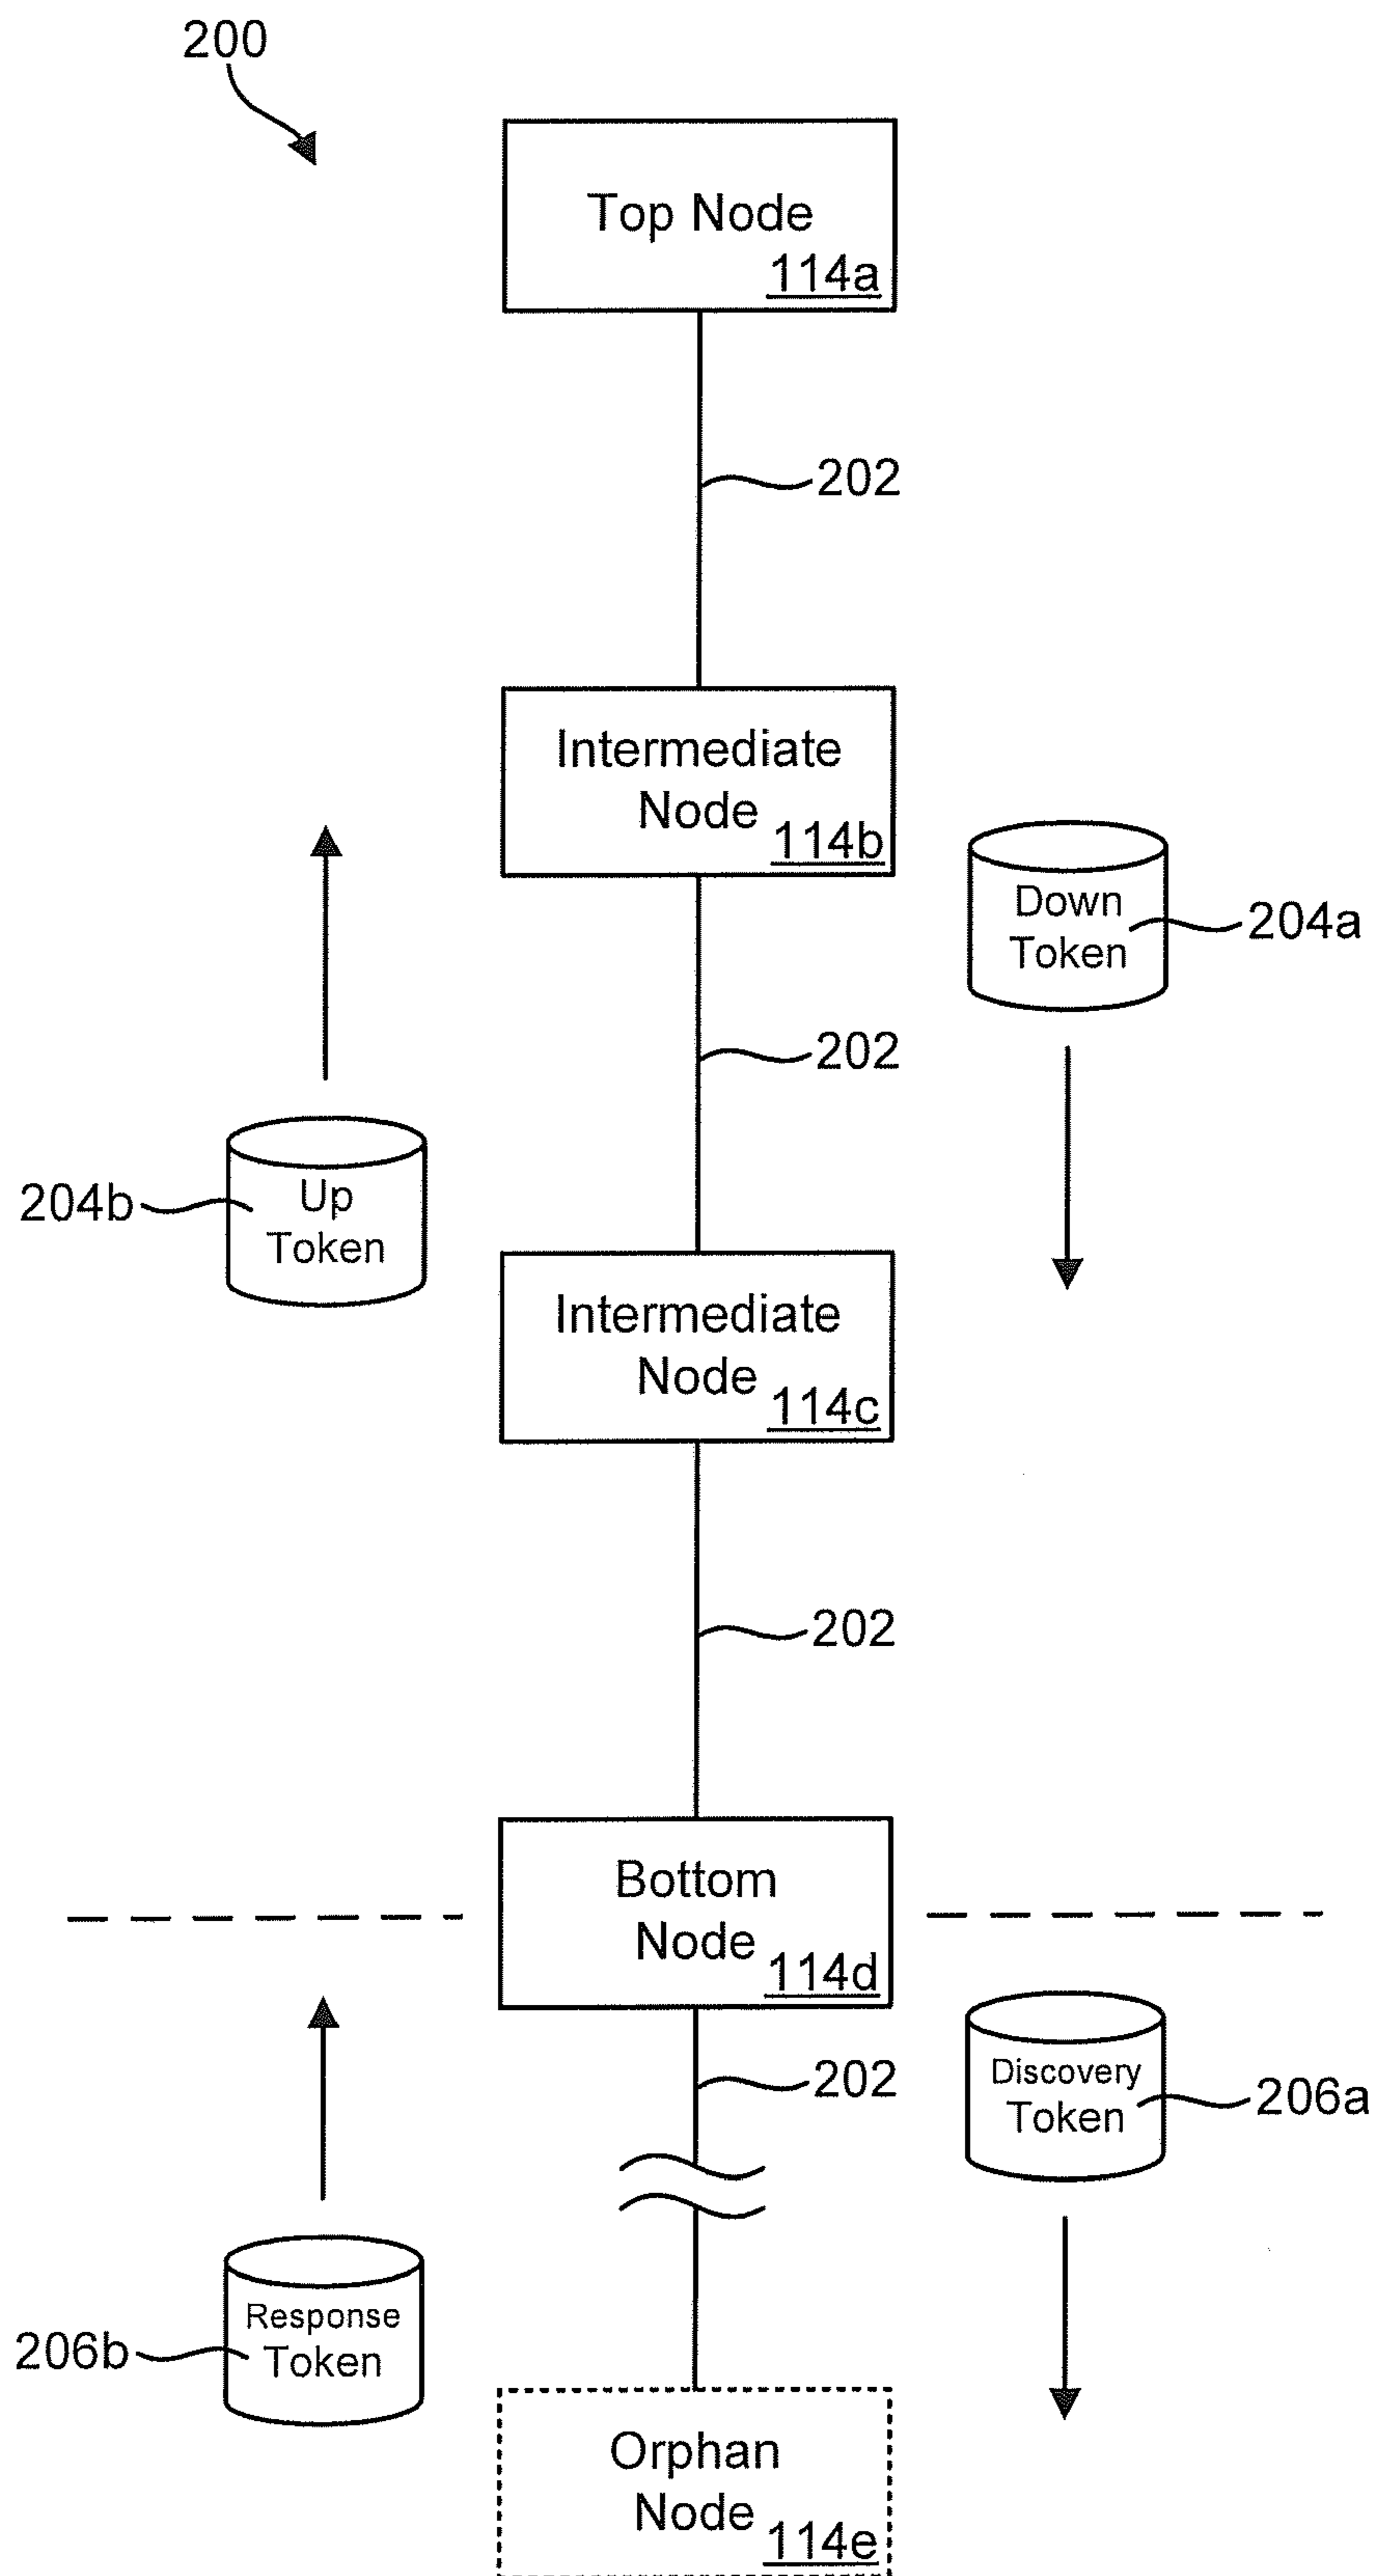 200
Top Node
114a
202
Intermediate
Node
114b
Down
Token
204a
202
204b
Up
Token
Intermediate
Node
114c
202
Bottom
Node
114d
202
Discovery
Token
206a
Response
Token
206b
Orphan
Node
114e